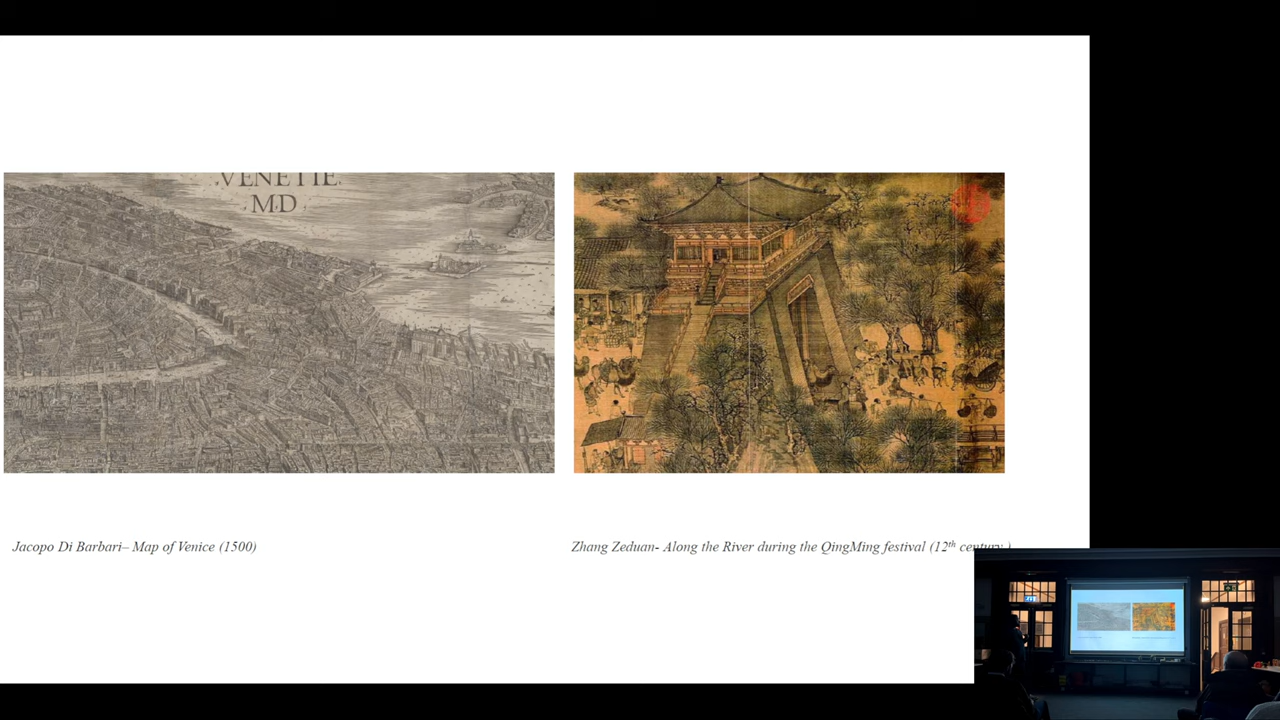 VENETIE
MD
Jacopo Di Barbari– Map of Venice (1500)
Zhang Zeduan- Along the River during the QingMing festival (12th century )